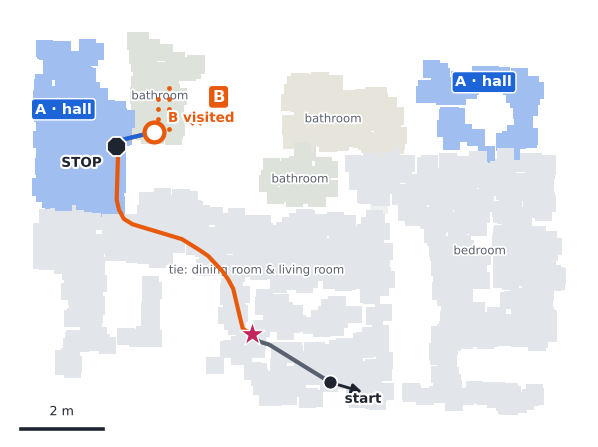 A · hall
bathroom
B
B visited
A · hall
bathroom
STOP
bathroom
bedroom
tie: dining room & living room
start
2 m